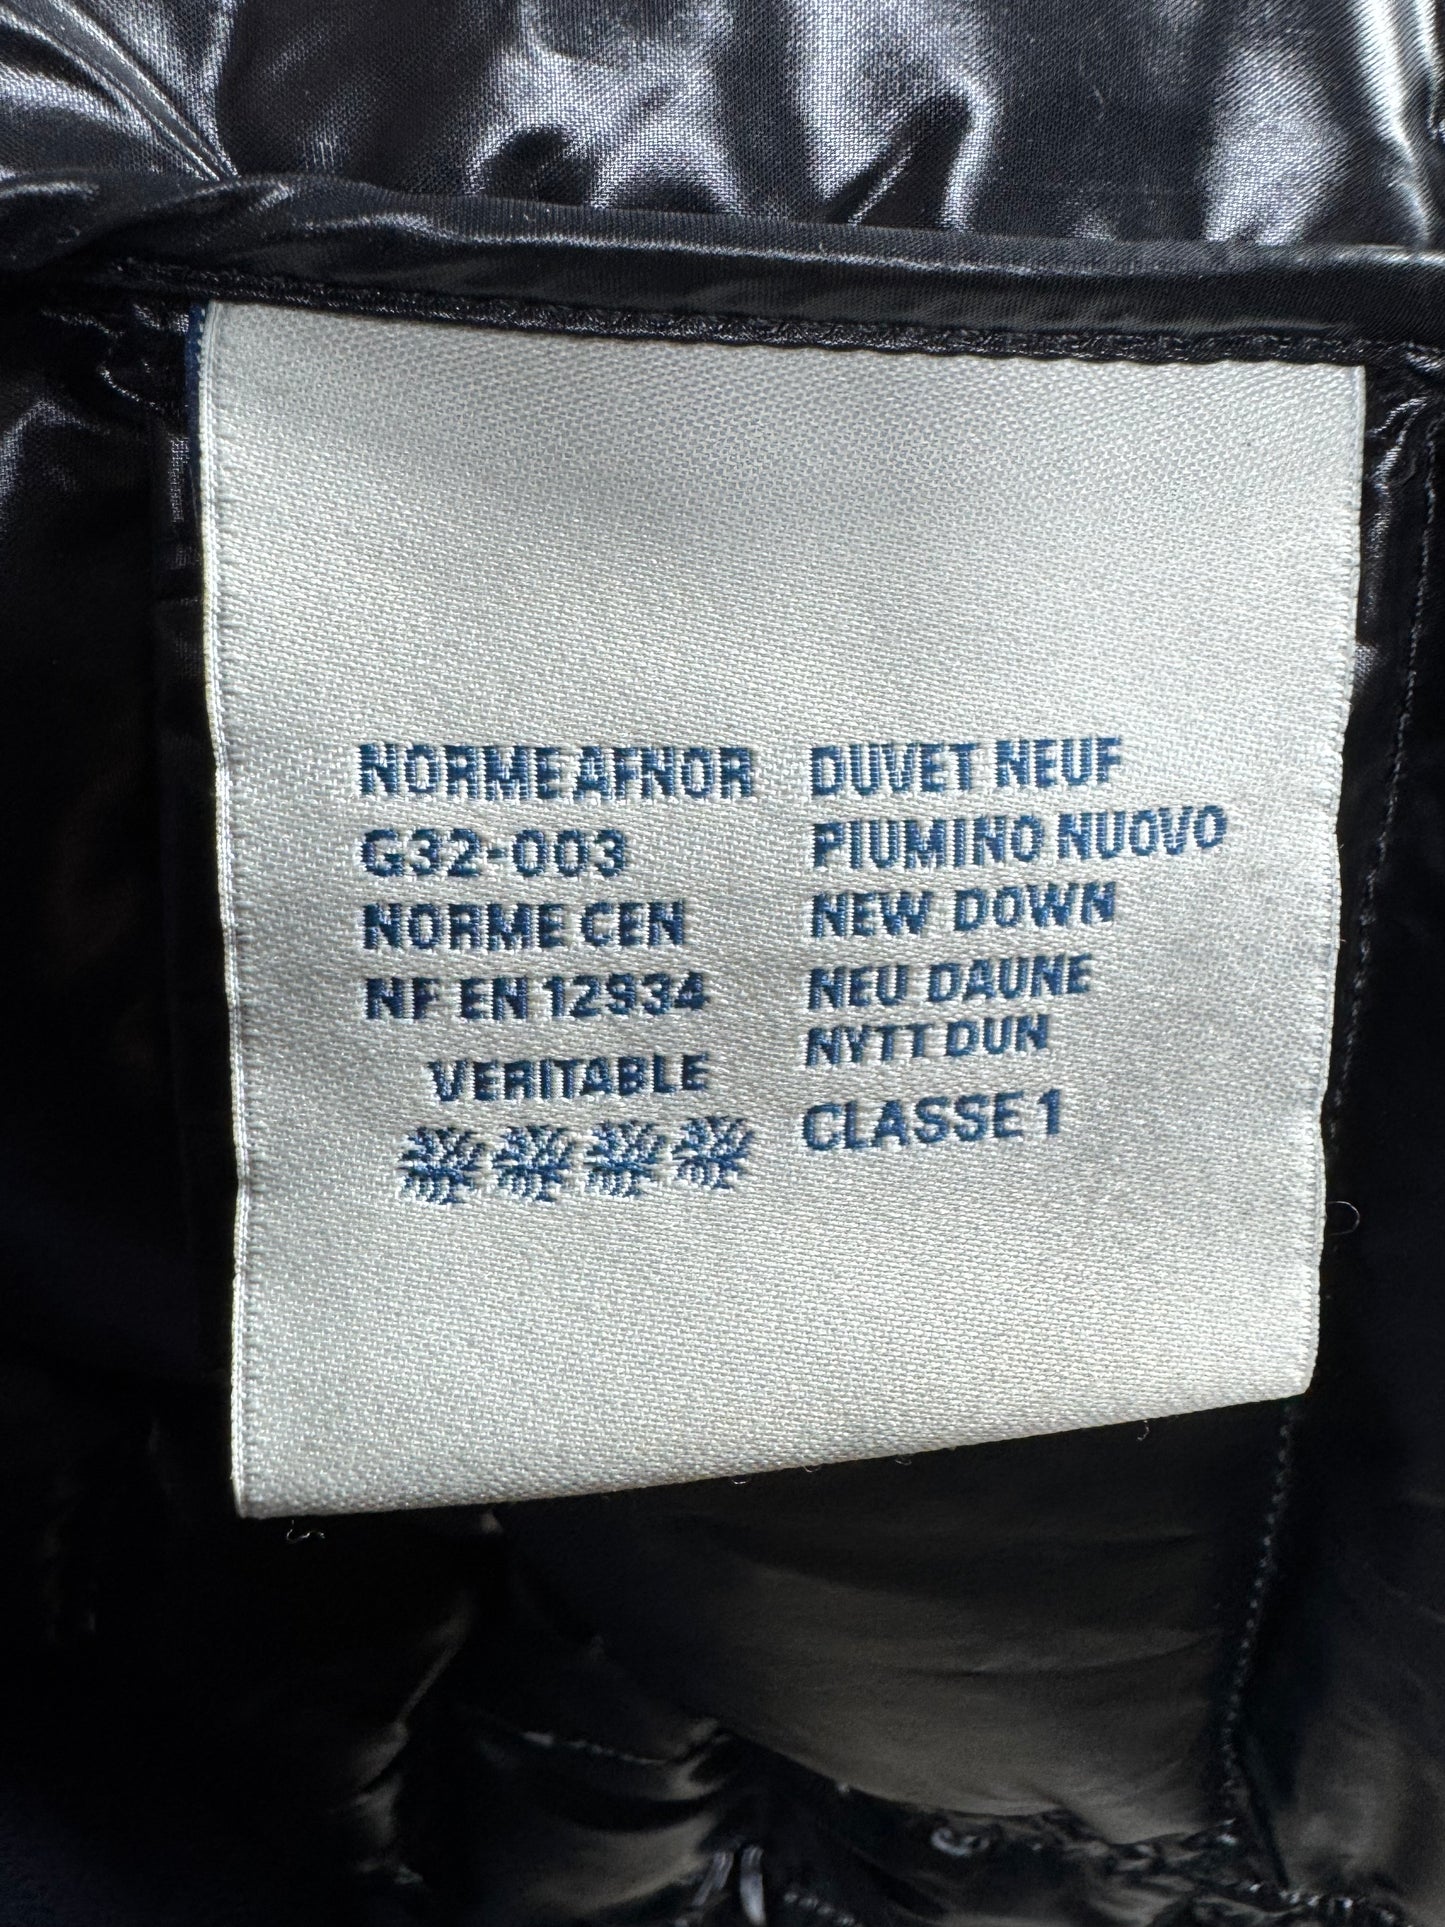 NORME AFNOR
G32-003
NORME CEN
NF EN 12934
VERITABLE
DUVET NEUF
PIUMINO NUOVO
NEW DOWN
NEU DAUNE
NYTT DUN
CLASSE 1